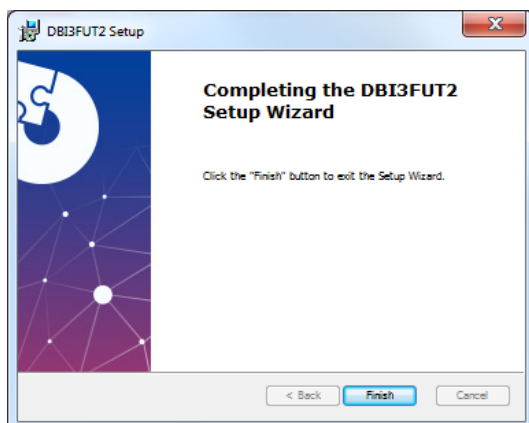 DBI3FUT2 Setup
Completing the DBI3FUT2
Setup Wizard
Click the "Finish" button to exit the Setup Wizard.
< Back
Finish
Cancel